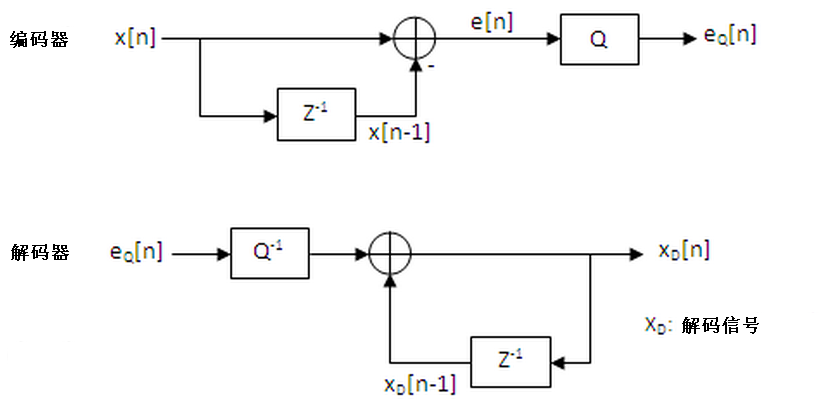 编码器 x[n] e[n] Q eQ[n]
-
Z-1
x[n-1]
解码器 eQ[n] Q-1 xD[n]
xD: 解码信号
Z-1
xD[n-1]